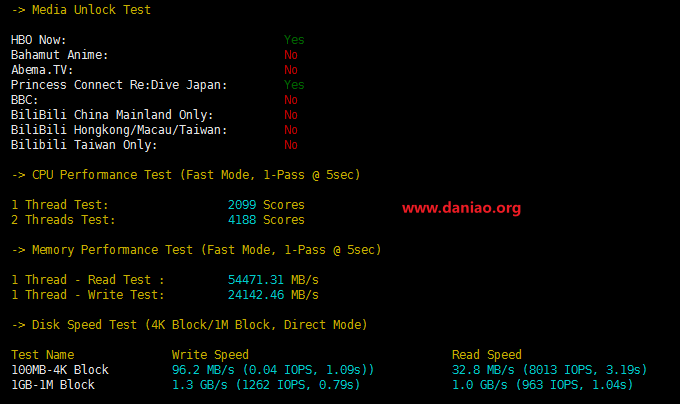 -> Media Unlock Test
HBO Now: Yes
Bahamut Anime: No
Abema.TV: No
Princess Connect Re:Dive Japan: Yes
BBC: No
BiliBili China Mainland Only: No
BiliBili Hongkong/Macau/Taiwan: No
Bilibili Taiwan Only: No
-> CPU Performance Test (Fast Mode, 1-Pass @ 5sec)
1 Thread Test: 2099 Scores
www.daniao.org
2 Threads Test: 4188 Scores
-> Memory Performance Test (Fast Mode, 1-Pass @ 5sec)
1 Thread - Read Test : 54471.31 MB/s
1 Thread - Write Test: 24142.46 MB/s
-> Disk Speed Test (4K Block/1M Block, Direct Mode)
Test Name Write Speed Read Speed
100MB-4K Block 96.2 MB/s (0.04 IOPS, 1.09s)) 32.8 MB/s (8013 IOPS, 3.19s)
1GB-1M Block 1.3 GB/s (1262 IOPS, 0.79s) 1.0 GB/s (963 IOPS, 1.04s)